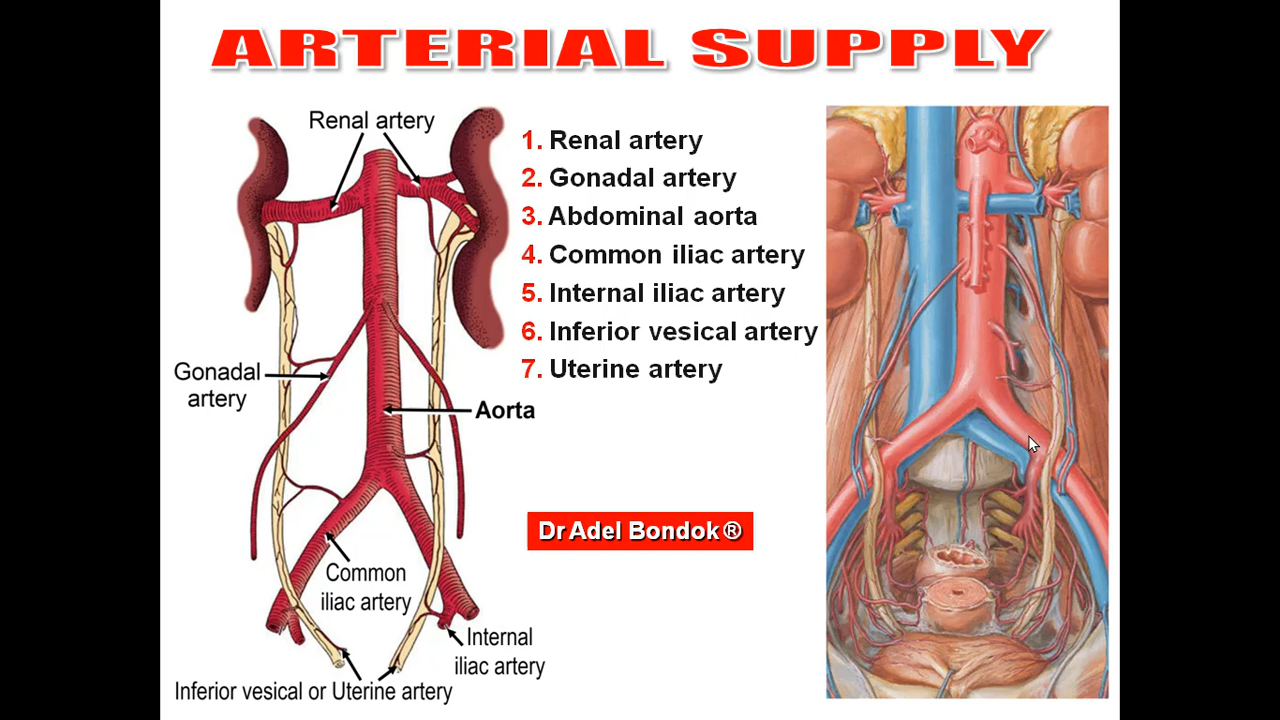 ARTERIAL SUPPLY
Renal artery
Gonadal
artery
Aorta
Common
iliac artery
Internal
iliac artery
Inferior vesical or Uterine artery
1. Renal artery
2. Gonadal artery
3. Abdominal aorta
4. Common iliac artery
5. Internal iliac artery
6. Inferior vesical artery
7. Uterine artery
Dr Adel Bondok ®